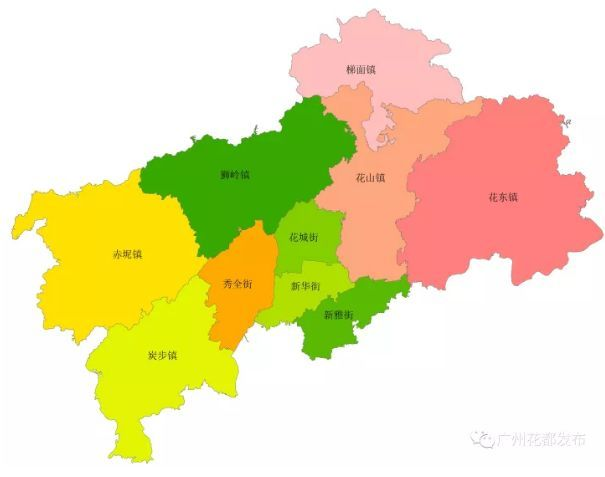 梯面镇
狮岭镇
花山镇
花东镇
花城街
赤坭镇
秀全街
新华街
新雅街
炭步镇
广州花都发布